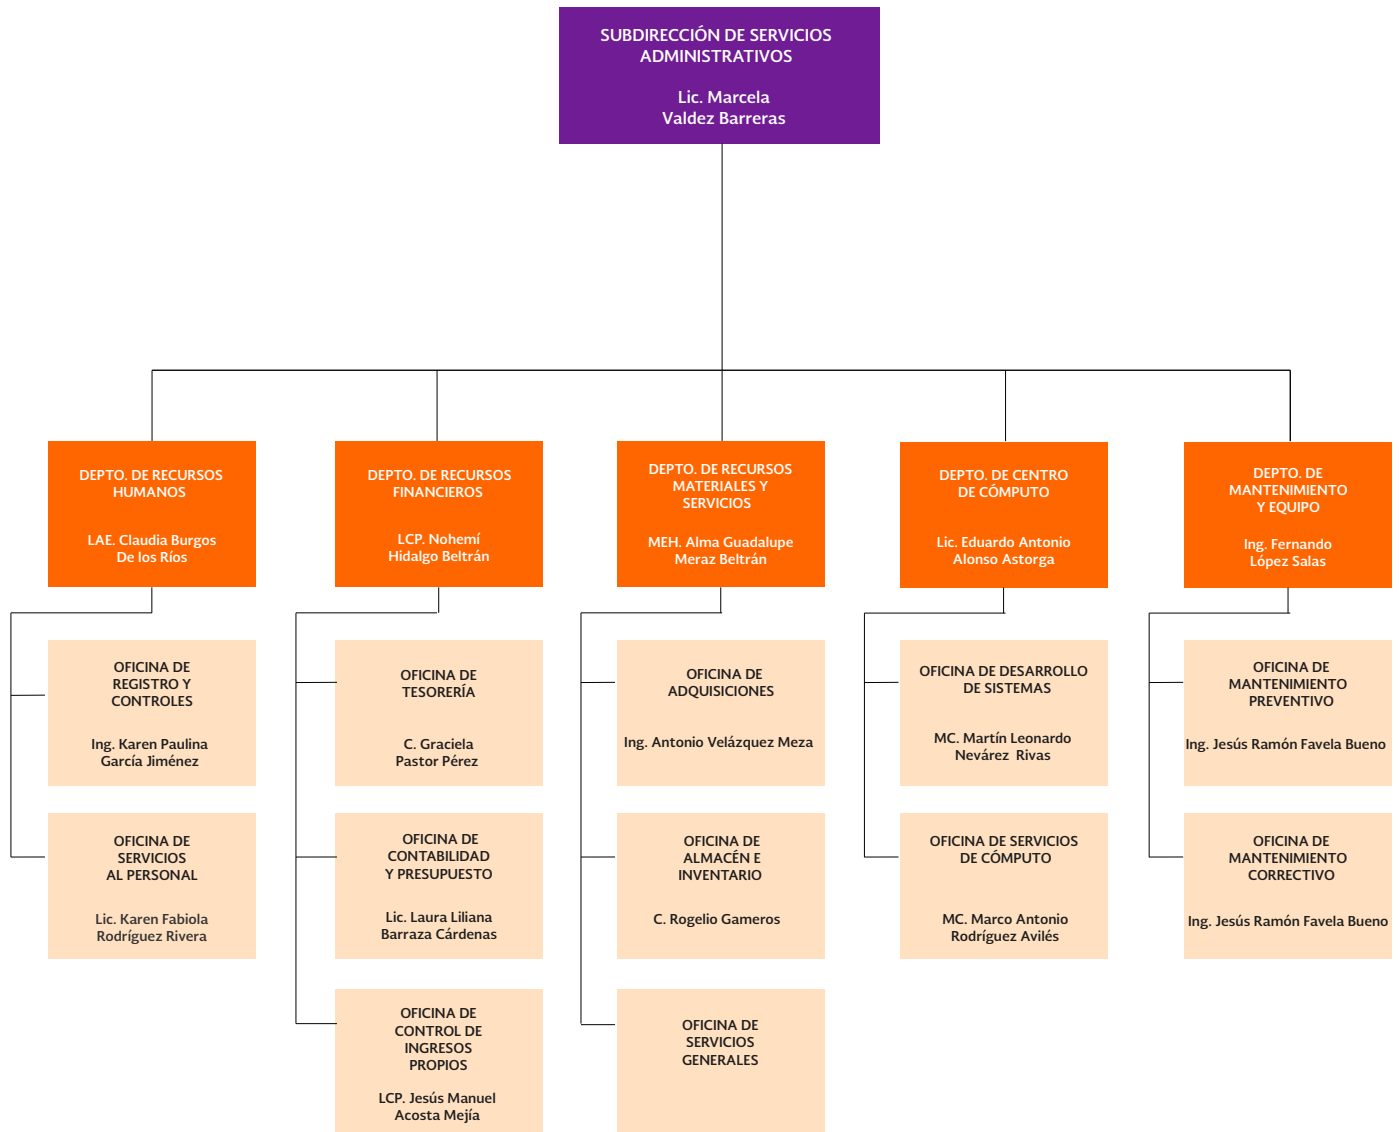 SUBDIRECCIÓN DE SERVICIOS
ADMINISTRATIVOS
Lic. Marcela
Valdez Barreras
DEPTO. DE RECURSOS
HUMANOS
LAE. Claudia Burgos
De los Ríos
DEPTO. DE RECURSOS
FINANCIEROS
LCP. Nohemí
Hidalgo Beltrán
DEPTO. DE RECURSOS
MATERIALES Y
SERVICIOS
MEH. Alma Guadalupe
Meraz Beltrán
DEPTO. DE CENTRO
DE CÓMPUTO
Lic. Eduardo Antonio
Alonso Astorga
DEPTO. DE
MANTENIMIENTO
Y EQUIPO
Ing. Fernando
López Salas
OFICINA DE
REGISTRO Y
CONTROLES
Ing. Karen Paulina
García Jiménez
OFICINA DE
TESORERÍA
C. Graciela
Pastor Pérez
OFICINA DE
ADQUISICIONES
Ing. Antonio Velázquez Meza
OFICINA DE DESARROLLO
DE SISTEMAS
MC. Martín Leonardo
Nevárez Rivas
OFICINA DE
MANTENIMIENTO
PREVENTIVO
Ing. Jesús Ramón Favela Bueno
OFICINA DE
SERVICIOS
AL PERSONAL
Lic. Karen Fabiola
Rodríguez Rivera
OFICINA DE
CONTABILIDAD
Y PRESUPUESTO
Lic. Laura Liliana
Barraza Cárdenas
OFICINA DE
ALMACÉN E
INVENTARIO
C. Rogelio Gameros
OFICINA DE SERVICIOS
DE CÓMPUTO
MC. Marco Antonio
Rodríguez Avilés
OFICINA DE
MANTENIMIENTO
CORRECTIVO
Ing. Jesús Ramón Favela Bueno
OFICINA DE
CONTROL DE
INGRESOS
PROPIOS
LCP. Jesús Manuel
Acosta Mejía
OFICINA DE
SERVICIOS
GENERALES